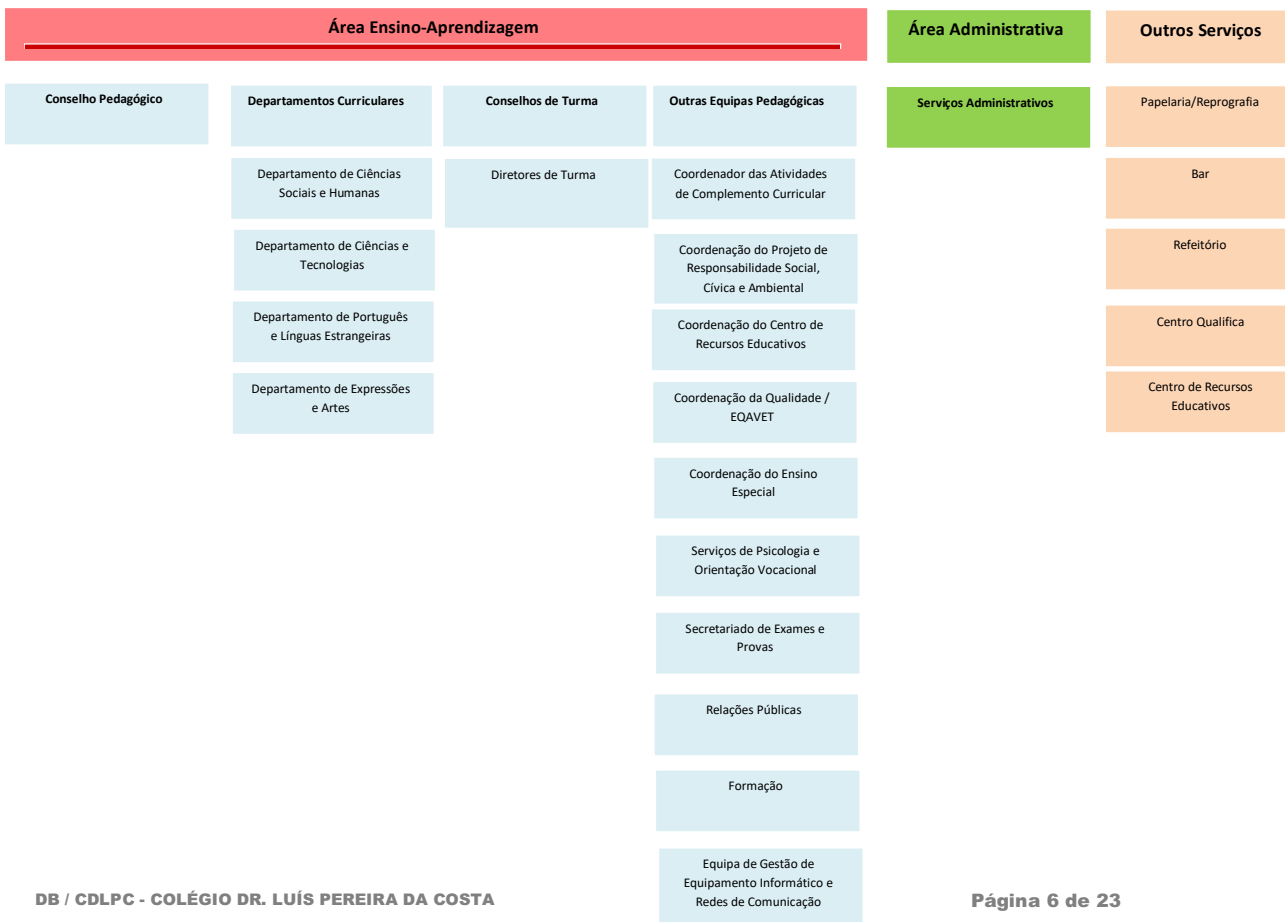 Área Ensino-Aprendizagem
Área Administrativa
Outros Serviços
Conselho Pedagógico
Departamentos Curriculares
Conselhos de Turma
Outras Equipas Pedagógicas
Serviços Administrativos
Papelaria/Reprografia
Departamento de Ciências
Sociais e Humanas
Departamento de Ciências e
Tecnologias
Departamento de Português
e Línguas Estrangeiras
Departamento de Expressões
e Artes
Diretores de Turma
Coordenador das Atividades
de Complemento Curricular
Coordenação do Projeto de
Responsabilidade Social,
Cívica e Ambiental
Coordenação do Centro de
Recursos Educativos
Coordenação da Qualidade /
EQAVET
Coordenação do Ensino
Especial
Serviços de Psicologia e
Orientação Vocacional
Secretariado de Exames e
Provas
Relações Públicas
Formação
Equipa de Gestão de
Equipamento Informático e
Redes de Comunicação
Bar
Refeitório
Centro Qualifica
Centro de Recursos
Educativos
DB / CDLPC - COLÉGIO DR. LUÍS PEREIRA DA COSTA
Página 6 de 23